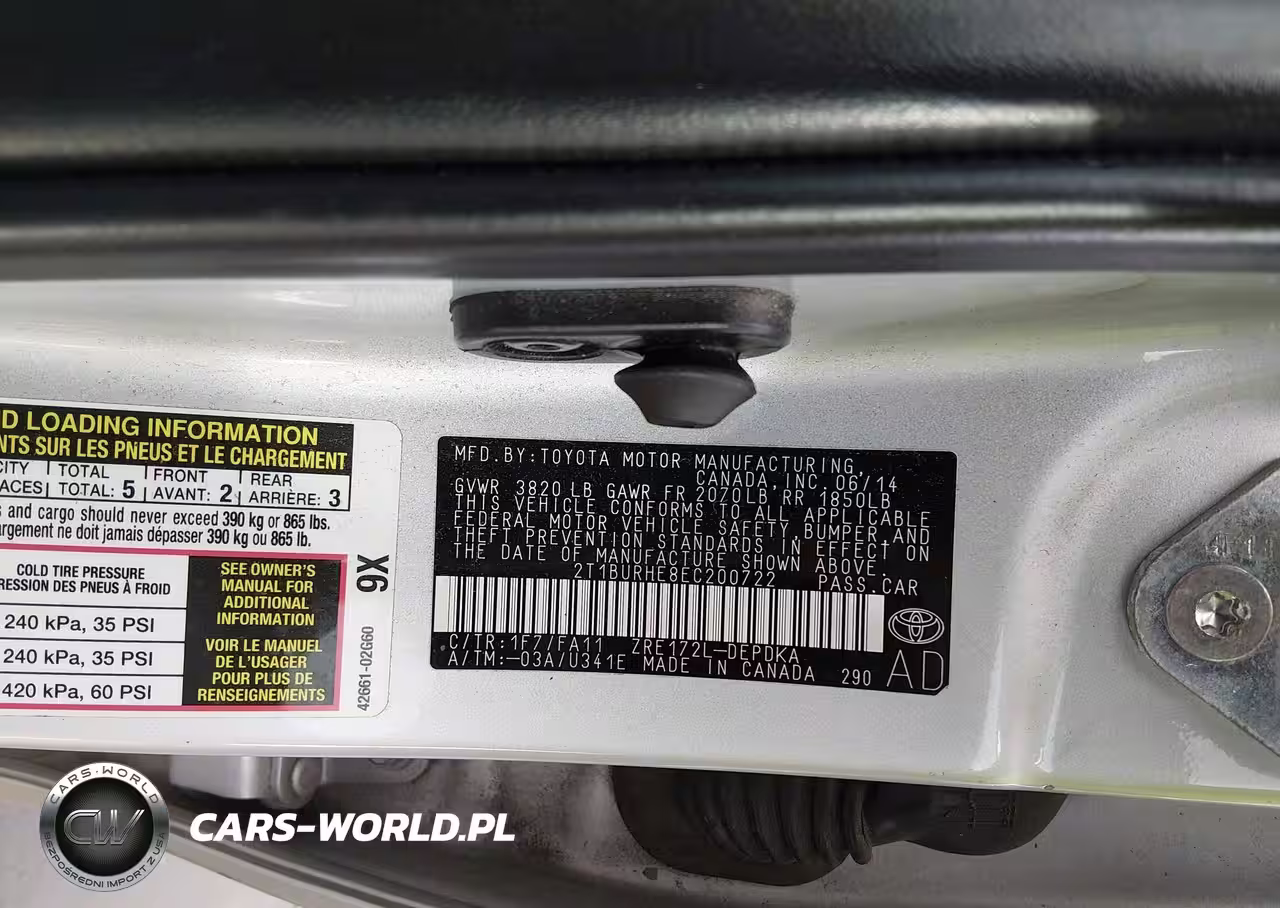 D LOADING INFORMATION
NTS SUR LES PNEUS ET LE CHARGEMENT
CITY TOTAL FRONT REAR
ACES TOTAL: 5 AVANT: 2 ARRIÈRE: 3
s and cargo should never exceed 390 kg or 865 lbs.
argement ne doit jamais dépasser 390 kg ou 865 lb.
COLD TIRE PRESSURE
RESSION DES PNEUS À FROID
240 kPa, 35 PSI
240 kPa, 35 PSI
420 kPa, 60 PSI
SEE OWNER'S
MANUAL FOR
ADDITIONAL
INFORMATION
VOIR LE MANUEL
DE L'USAGER
POUR PLUS DE
RENSEIGNEMENTS
9X
42661-02G60
MFD.BY:TOYOTA MOTOR MANUFACTURING,
CANADA, INC. 06/14
GVWR 3820 LB GAWR FR 2070LB RR 1850LB
THIS VEHICLE CONFORMS TO ALL APPLICABLE
FEDERAL MOTOR VEHICLE SAFETY, BUMPER, AND
THEFT PREVENTION STANDARDS IN EFFECT ON
THE DATE OF MANUFACTURE SHOWN ABOVE.
2T1BURHE8EC200722 PASS.CAR
C/TR:1F7/FA11 ZRE172L-DEPDKA
A/TM:-03A/U341E MADE IN CANADA 290
AD
CARS-WORLD
CW
BEZPOŚREDNI IMPORT Z USA
CARS-WORLD.PL